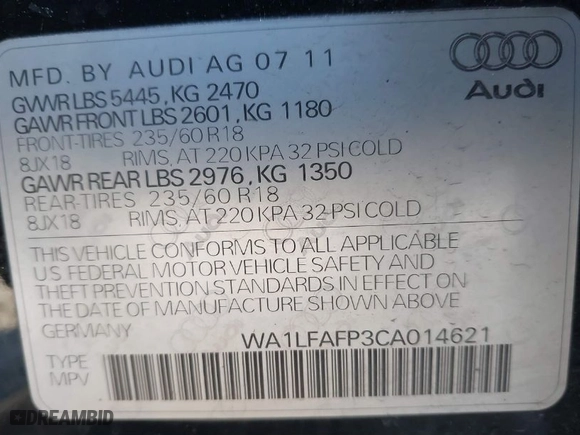 MFD. BY AUDI AG 07 11
GVWR LBS 5445, KG 2470
GAWR FRONT LBS 2601, KG 1180
FRONT-TIRES 235/60 R18
8JX18 RIMS, AT 220 KPA 32 PSI COLD
GAWR REAR LBS 2976, KG 1350
REAR-TIRES 235/60 R18
8JX18 RIMS, AT 220 KPA 32-PSI COLD
Audi
THIS VEHICLE CONFORMS TO ALL APPLICABLE
US FEDERAL MOTOR VEHICLE SAFETY AND
THEFT PREVENTION STANDARDS IN EFFECT ON
THE DATE OF MANUFACTURE SHOWN ABOVE
GERMANY WA1LFAFP3CA014621
TYPE
MPV
DREAMBID